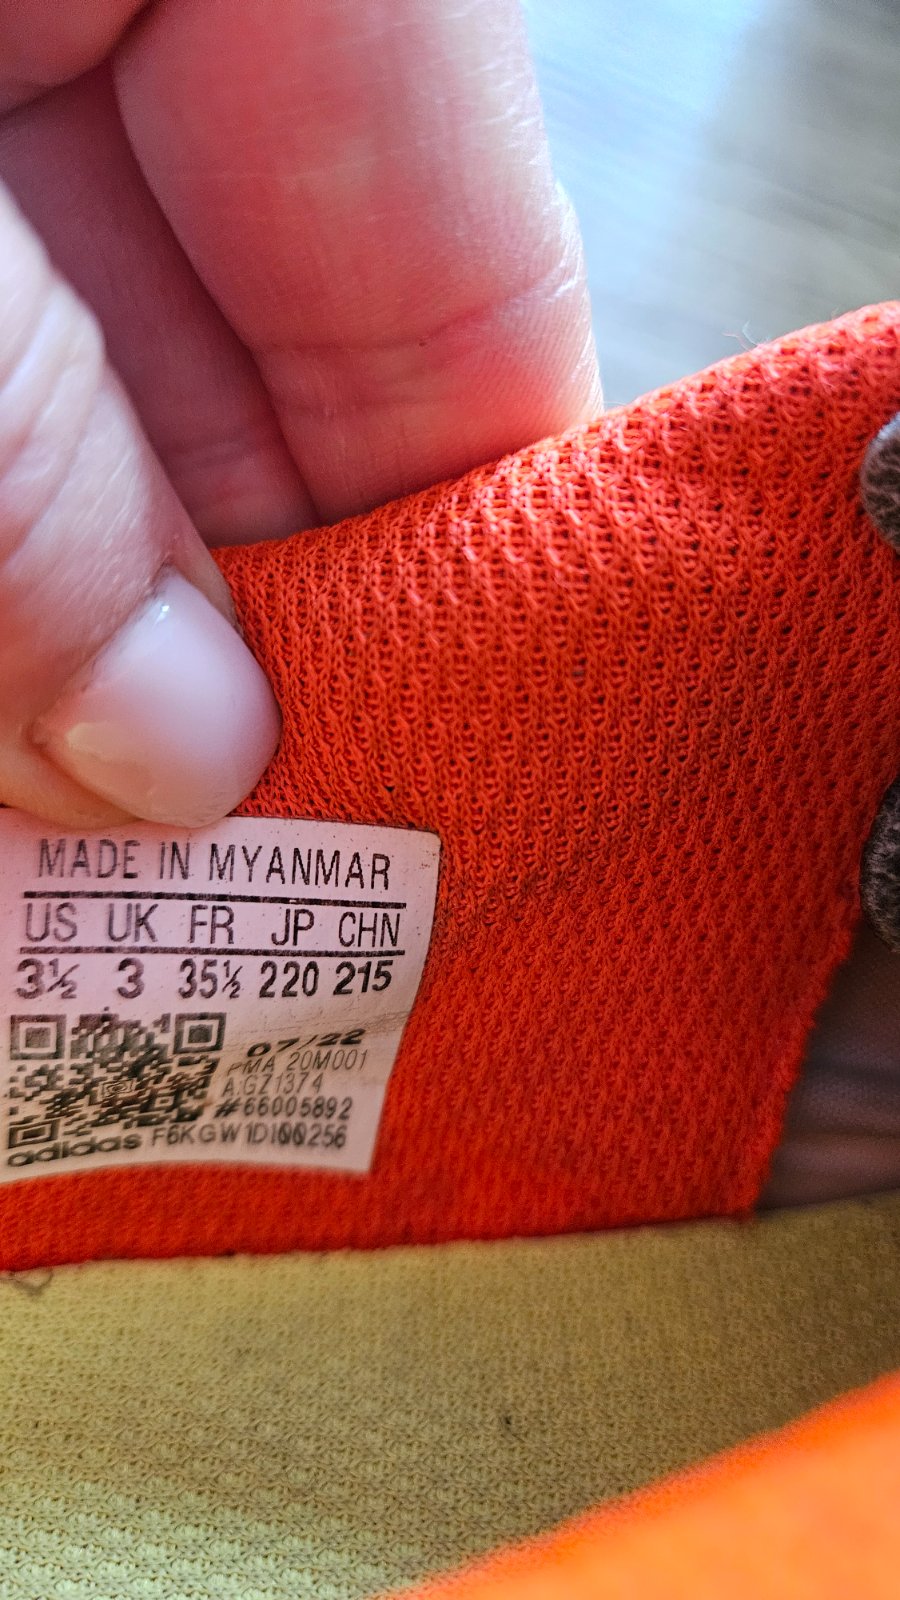 MADE IN MYANMAR
US UK FR JP CHN
3½ 3 35½ 220 215
07/22
PMA 20M001
A:GZ1374
#66005892
adidas F6KGW1DI00256